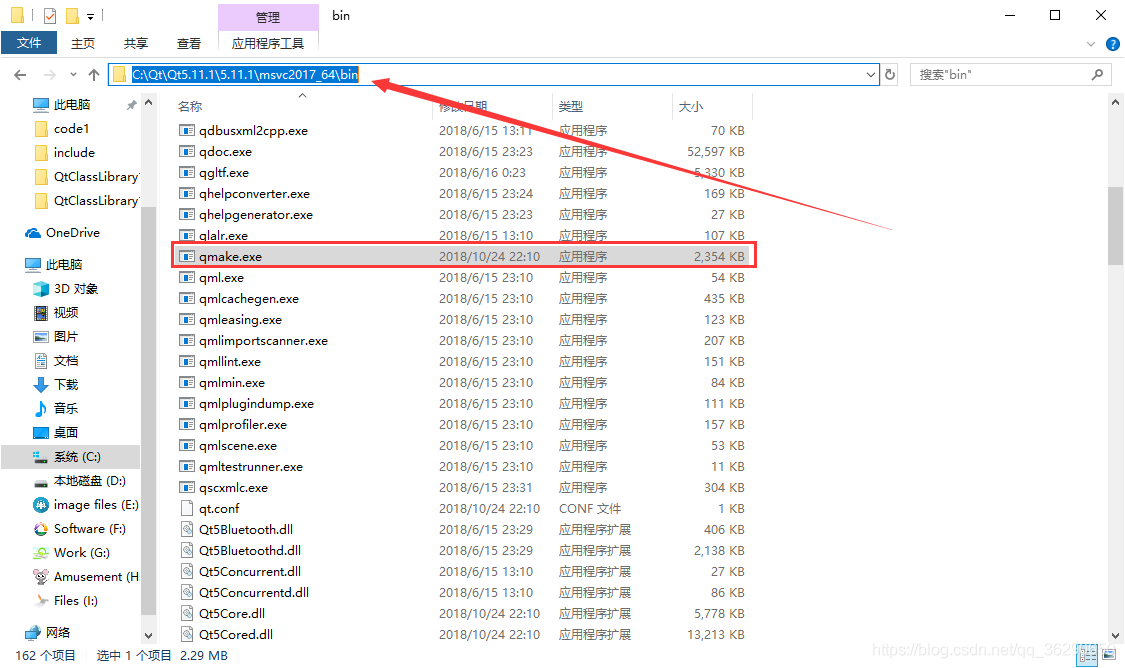 管理 bin
文件 主页 共享 查看 应用程序工具
C:\Qt\Qt5.11.1\5.11.1\msvc2017_64\bin 搜索"bin"
此电脑
code1
include
QtClassLibrary
QtClassLibrary
OneDrive
此电脑
3D 对象
视频
图片
文档
下载
音乐
桌面
系统 (C:)
本地磁盘 (D:)
image files (E:)
Software (F:)
Work (G:)
Amusement (H
Files (I:)
网络
名称 修改日期 类型 大小
qdbusxml2cpp.exe 2018/6/15 13:11 应用程序 70 KB
qdoc.exe 2018/6/15 23:23 应用程序 52,597 KB
qgltf.exe 2018/6/16 0:23 应用程序 5,330 KB
qhelpconverter.exe 2018/6/15 23:24 应用程序 169 KB
qhelpgenerator.exe 2018/6/15 23:23 应用程序 27 KB
qlalr.exe 2018/6/15 13:10 应用程序 107 KB
qmake.exe 2018/10/24 22:10 应用程序 2,354 KB
qml.exe 2018/6/15 23:10 应用程序 54 KB
qmlcachegen.exe 2018/6/15 23:10 应用程序 435 KB
qmleasing.exe 2018/6/15 23:10 应用程序 123 KB
qmlimportscanner.exe 2018/6/15 23:10 应用程序 207 KB
qmllint.exe 2018/6/15 23:10 应用程序 151 KB
qmlmin.exe 2018/6/15 23:10 应用程序 84 KB
qmlplugindump.exe 2018/6/15 23:10 应用程序 111 KB
qmlprofiler.exe 2018/6/15 23:10 应用程序 157 KB
qmlscene.exe 2018/6/15 23:10 应用程序 53 KB
qmltestrunner.exe 2018/6/15 23:10 应用程序 11 KB
qscxmlc.exe 2018/6/15 23:31 应用程序 304 KB
qt.conf 2018/10/24 22:10 CONF 文件 1 KB
Qt5Bluetooth.dll 2018/6/15 23:29 应用程序扩展 406 KB
Qt5Bluetoothd.dll 2018/6/15 23:29 应用程序扩展 2,138 KB
Qt5Concurrent.dll 2018/6/15 13:10 应用程序扩展 27 KB
Qt5Concurrentd.dll 2018/6/15 13:10 应用程序扩展 86 KB
Qt5Core.dll 2018/10/24 22:10 应用程序扩展 5,778 KB
Qt5Cored.dll 2018/10/24 22:10 应用程序扩展 13,213 KB
162 个项目 选中 1 个项目 2.29 MB